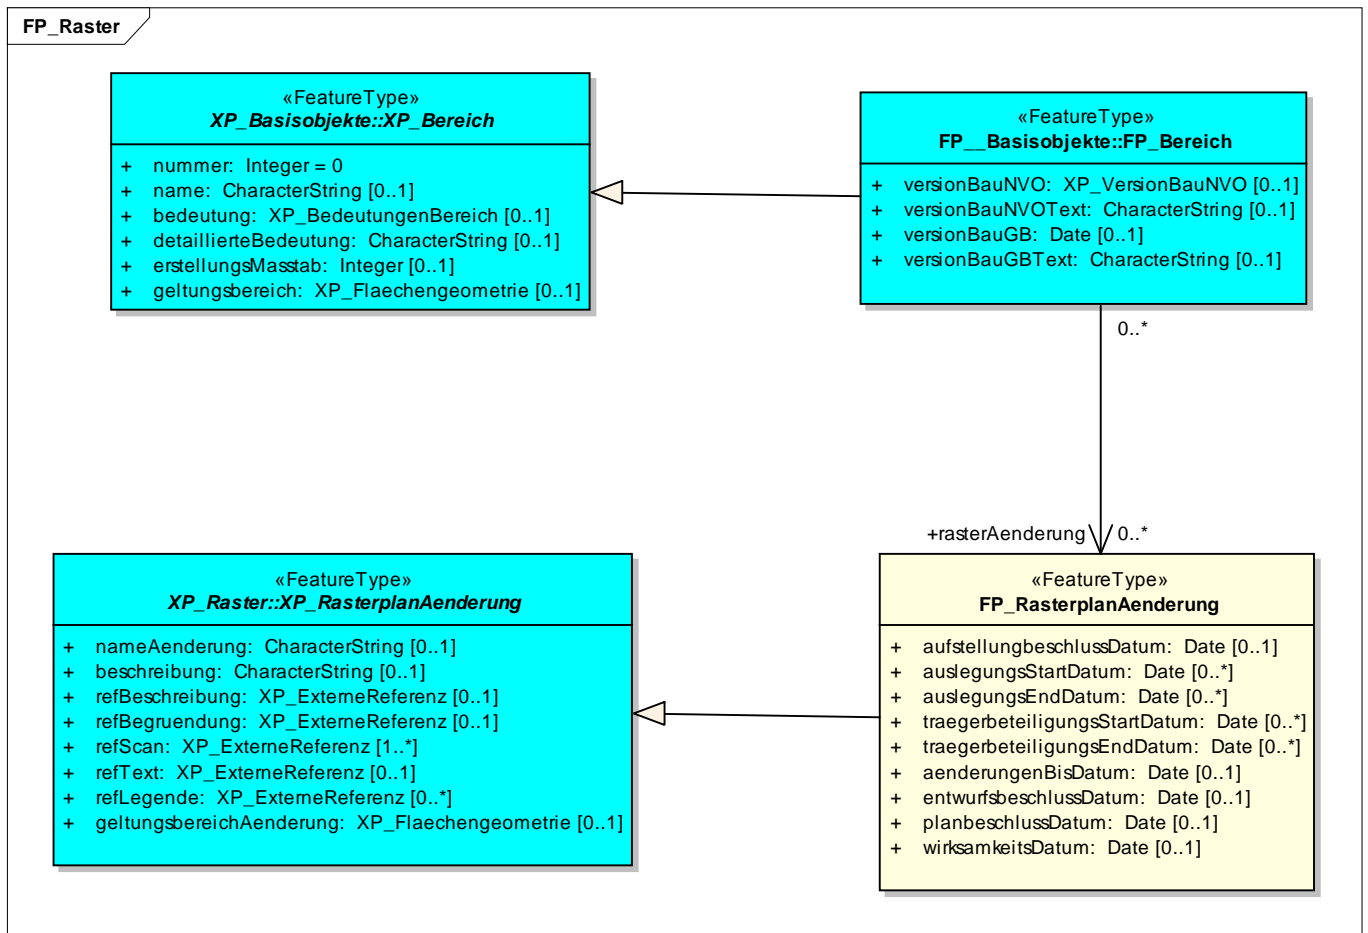 FP_Raster
«FeatureType»
XP_Basisobjekte::XP_Bereich
+ nummer: Integer = 0
+ name: CharacterString [0..1]
+ bedeutung: XP_BedeutungenBereich [0..1]
+ detaillierteBedeutung: CharacterString [0..1]
+ erstellungsMasstab: Integer [0..1]
+ geltungsbereich: XP_Flaechengeometrie [0..1]
«FeatureType»
FP__Basisobjekte::FP_Bereich
+ versionBauNVO: XP_VersionBauNVO [0..1]
+ versionBauNVOText: CharacterString [0..1]
+ versionBauGB: Date [0..1]
+ versionBauGBText: CharacterString [0..1]
0..*
+rasterAenderung 0..*
«FeatureType»
XP_Raster::XP_RasterplanAenderung
+ nameAenderung: CharacterString [0..1]
+ beschreibung: CharacterString [0..1]
+ refBeschreibung: XP_ExterneReferenz [0..1]
+ refBegruendung: XP_ExterneReferenz [0..1]
+ refScan: XP_ExterneReferenz [1..*]
+ refText: XP_ExterneReferenz [0..1]
+ refLegende: XP_ExterneReferenz [0..*]
+ geltungsbereichAenderung: XP_Flaechengeometrie [0..1]
«FeatureType»
FP_RasterplanAenderung
+ aufstellungbeschlussDatum: Date [0..1]
+ auslegungsStartDatum: Date [0..*]
+ auslegungsEndDatum: Date [0..*]
+ traegerbeteiligungsStartDatum: Date [0..*]
+ traegerbeteiligungsEndDatum: Date [0..*]
+ aenderungenBisDatum: Date [0..1]
+ entwurfsbeschlussDatum: Date [0..1]
+ planbeschlussDatum: Date [0..1]
+ wirksamkeitsDatum: Date [0..1]